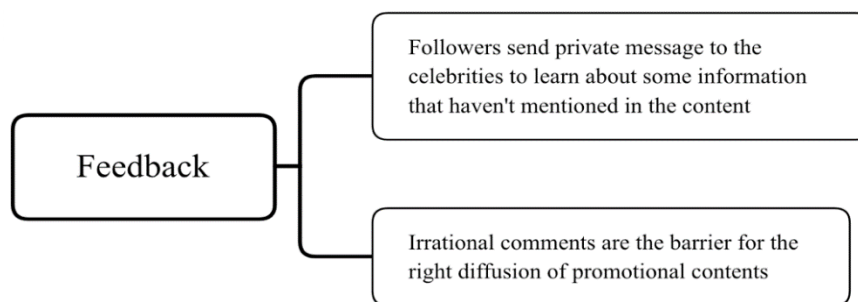 Feedback
Followers send private message to the
celebrities to learn about some information
that haven't mentioned in the content
Irrational comments are the barrier for the
right diffusion of promotional contents